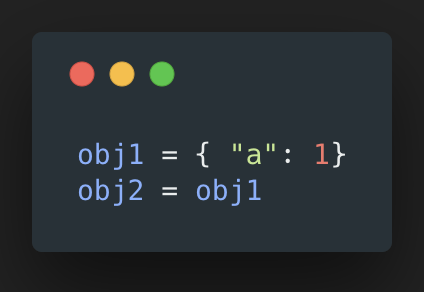 obj1 = { "a": 1}
obj2 = obj1